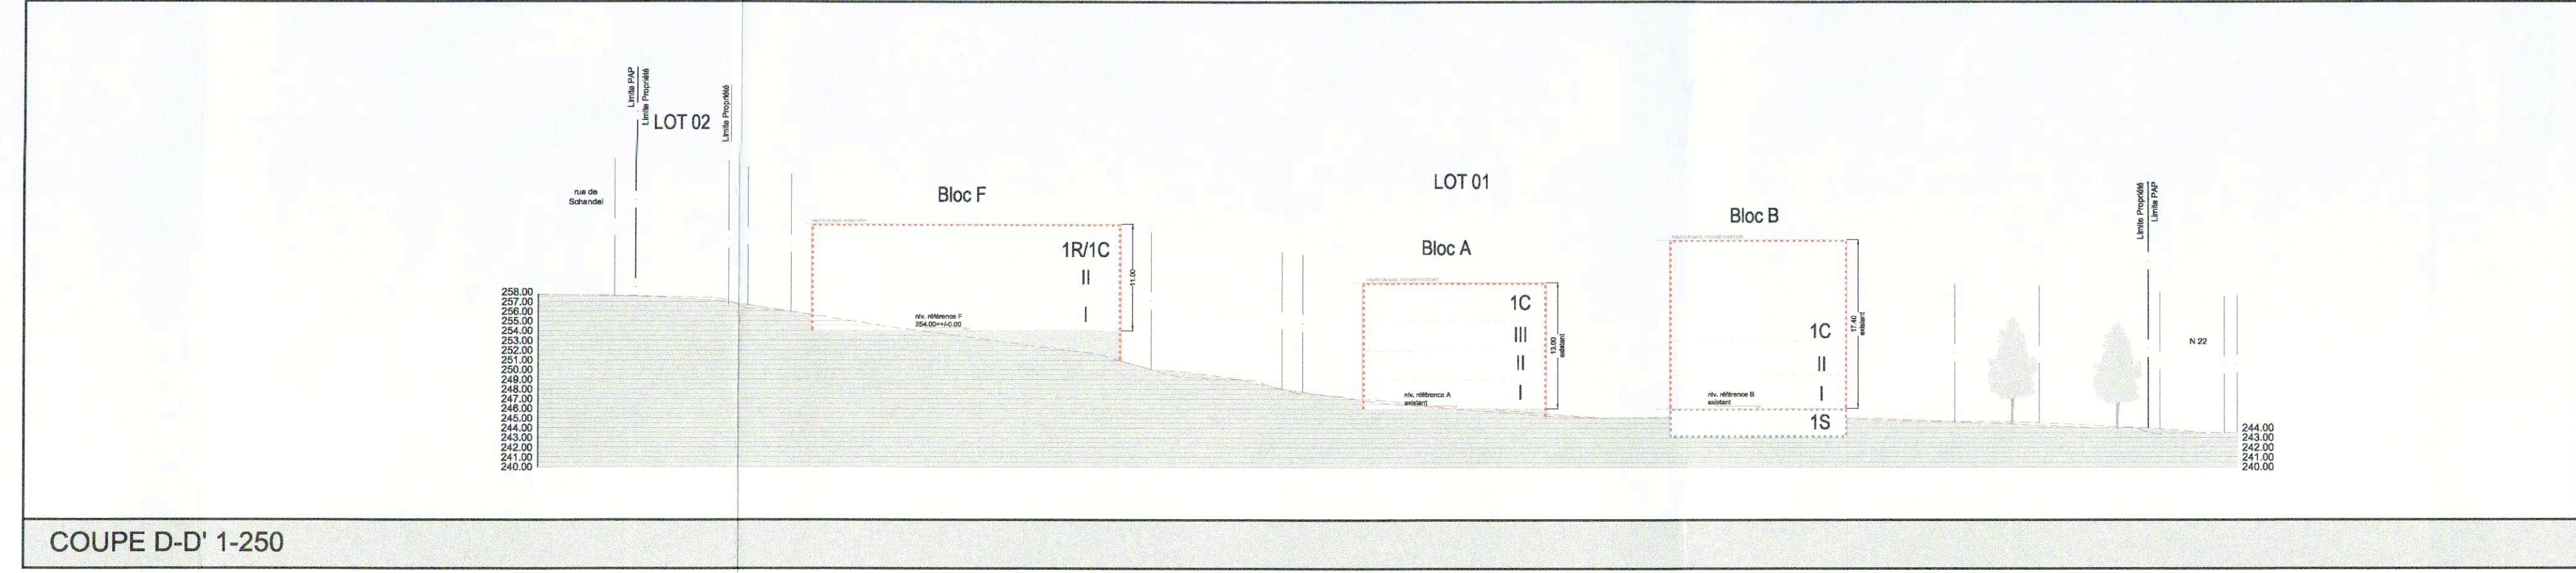 Limite PAP
Limite Propriété
LOT 02
Limite Propriété
rue de
Schandel
Bloc F
1R/1C
II
I
11.00
niv. référence F
254.00=+/-0.00
LOT 01
Bloc A
1C
III
II
I
13.00
existant
niv. référence A
existant
Bloc B
1C
II
I
1S
17.40
existant
niv. référence B
existant
Limite Propriété
Limite PAP
N 22
258.00
257.00
256.00
255.00
254.00
253.00
252.00
251.00
250.00
249.00
248.00
247.00
246.00
245.00
244.00
243.00
242.00
241.00
240.00
244.00
243.00
242.00
241.00
240.00
COUPE D-D' 1-250